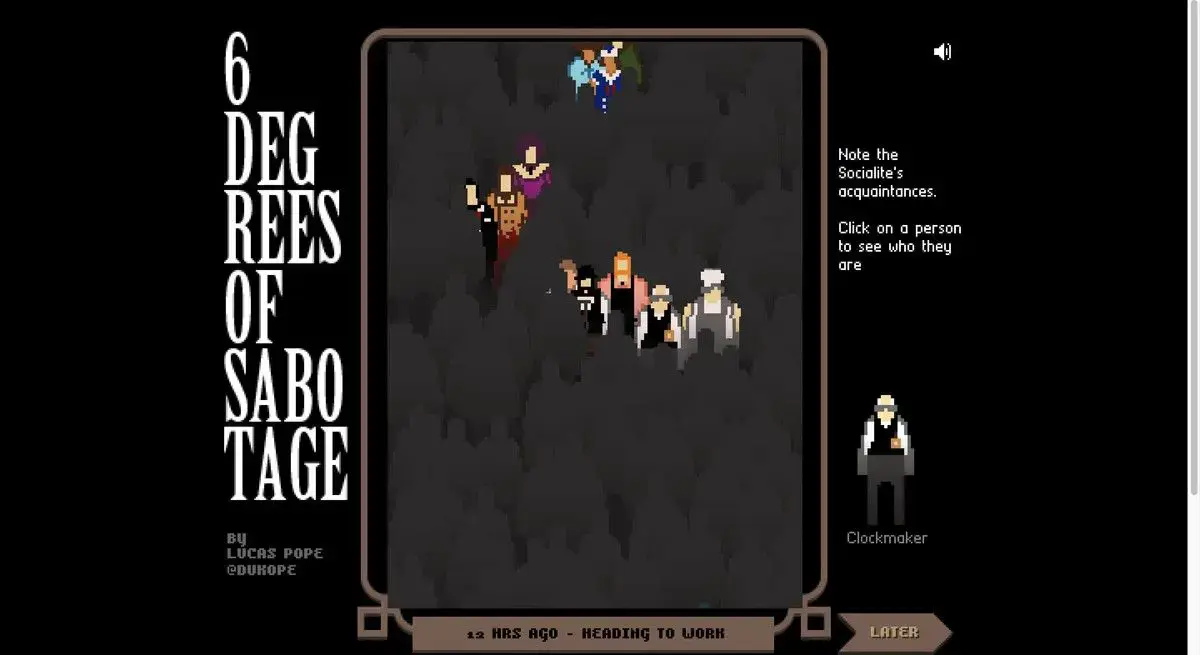 6
DEG
REES
OF
SABO
TAGE
BY
LUCAS POPE
@DUKOPE
Note the
Socialite's
acquaintances.
Click on a person
to see who they
are
Clockmaker
12 HRS AGO - HEADING TO WORK
LATER